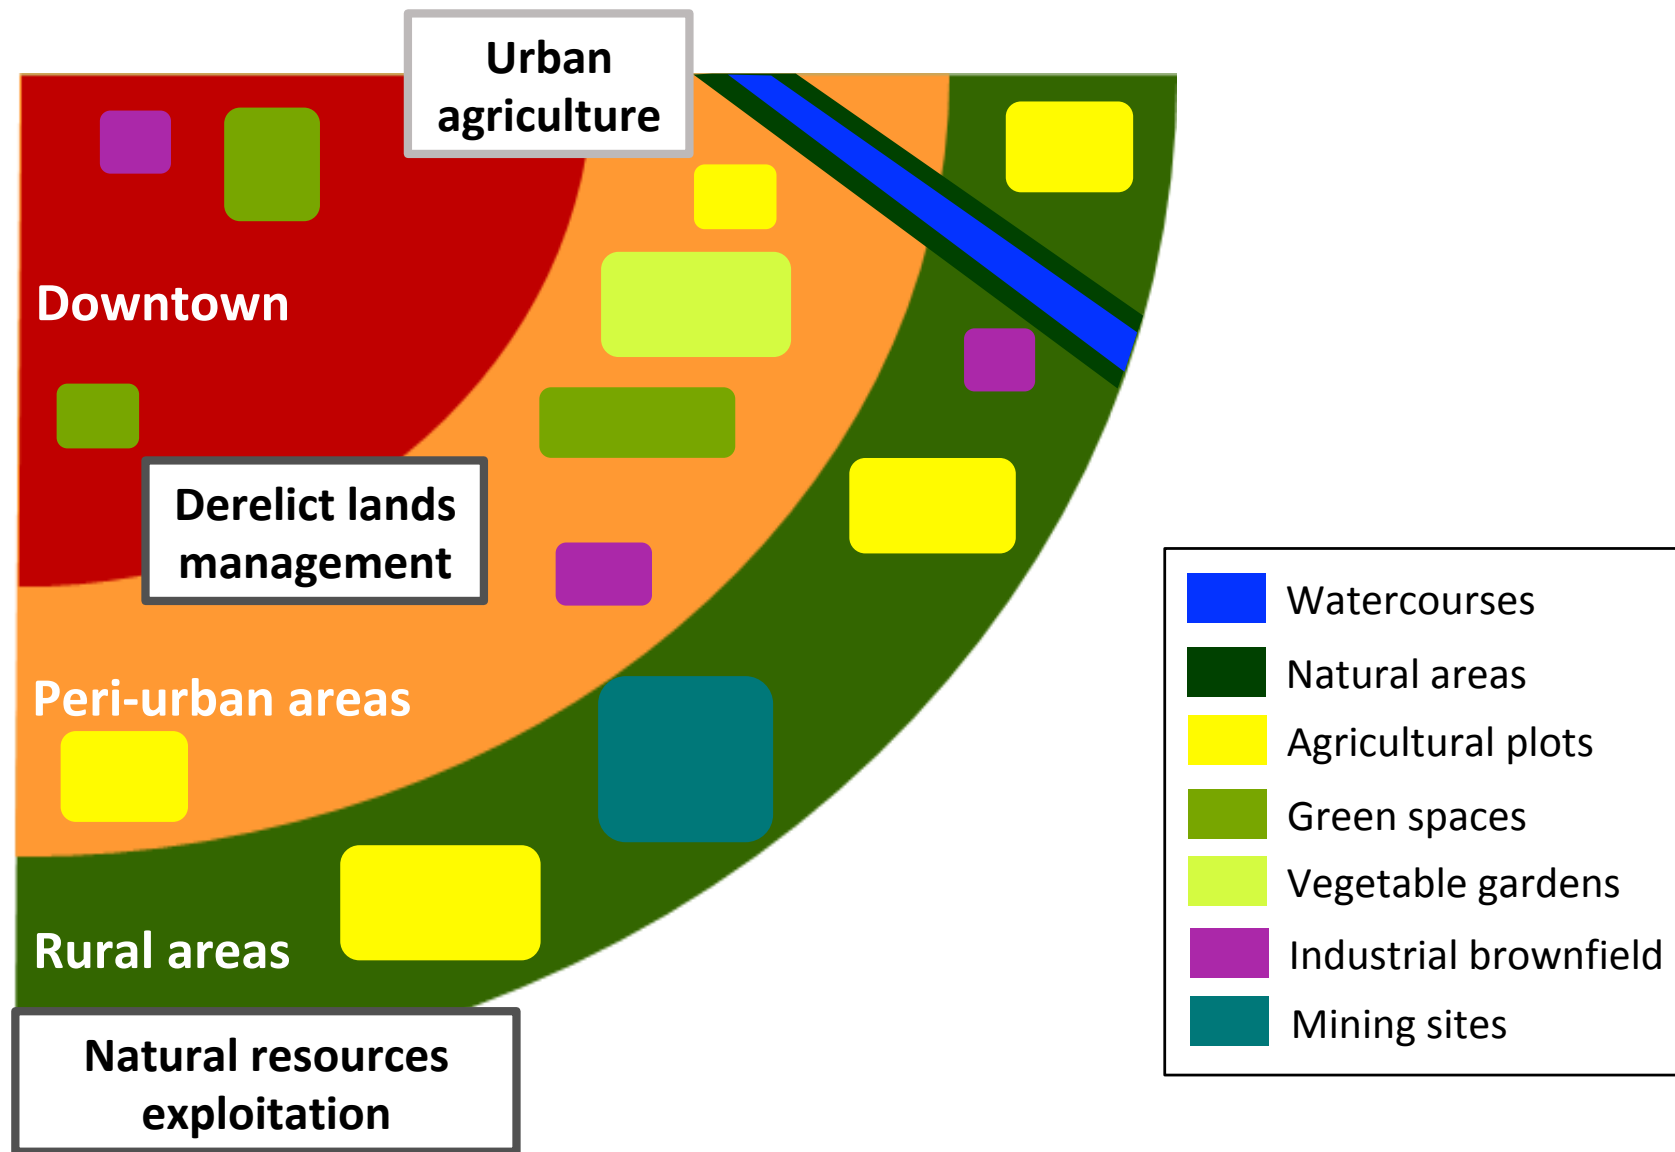 Urban
agriculture
Downtown
Derelict lands
management
Peri-urban areas
Rural areas
Natural resources
exploitation
Watercourses
Natural areas
Agricultural plots
Green spaces
Vegetable gardens
Industrial brownfield
Mining sites